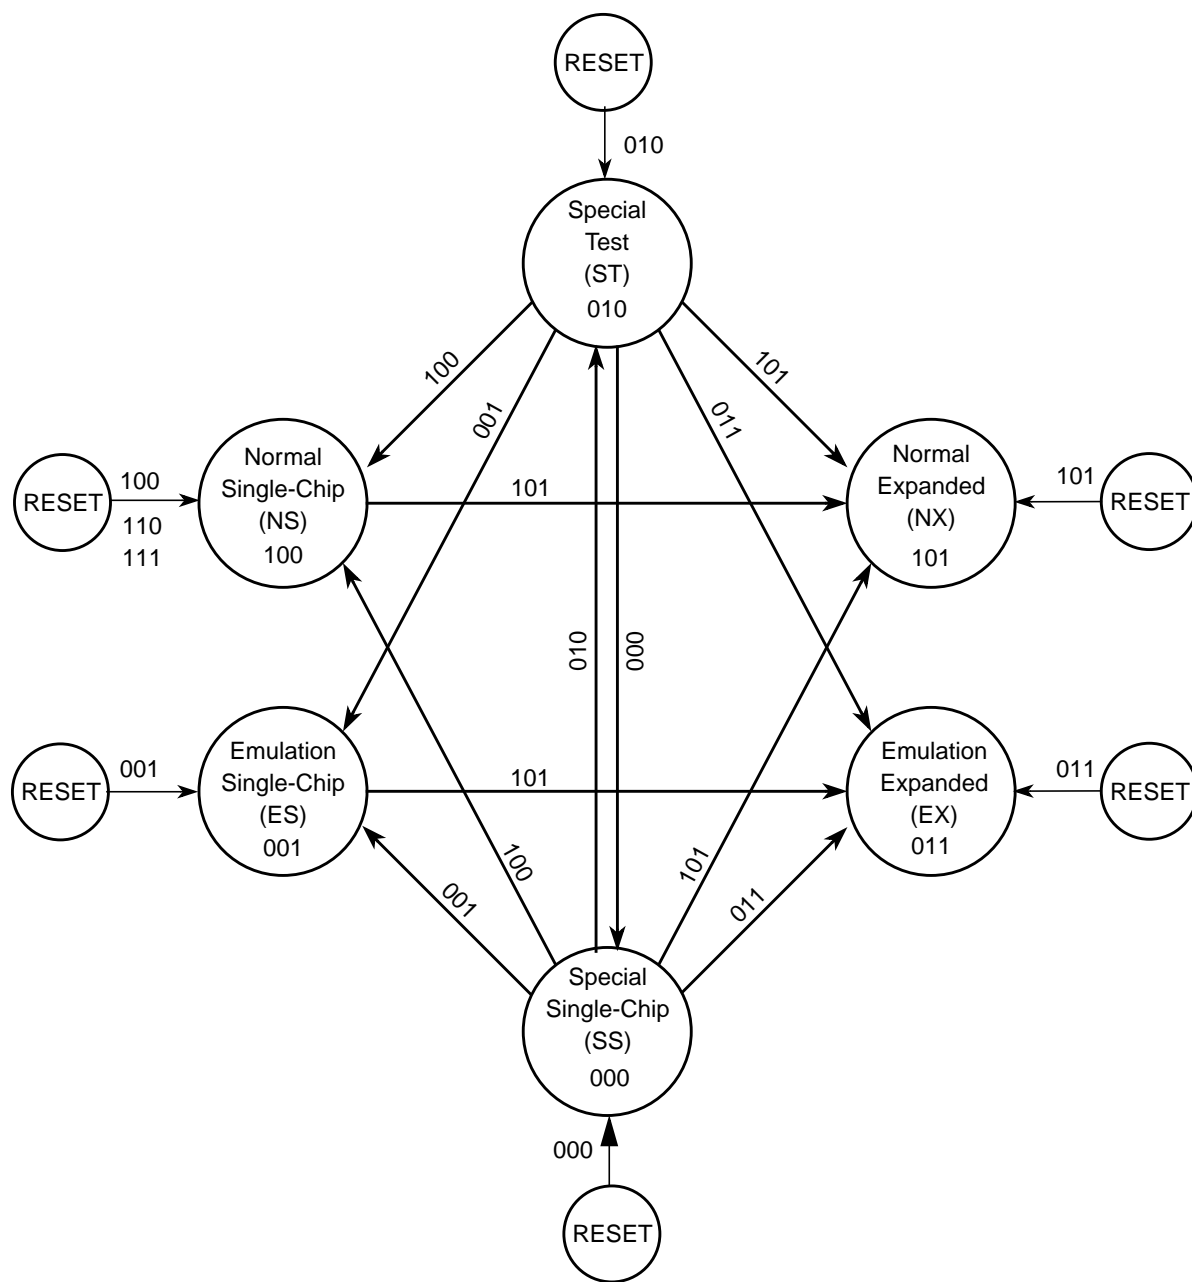 RESET
010
Special
Test
(ST)
010
100
101
001
011
Normal
Single-Chip
(NS)
100
Normal
Expanded
(NX)
101
RESET
100
110
111
101
101
RESET
010
000
Emulation
Single-Chip
(ES)
001
Emulation
Expanded
(EX)
011
RESET
001
101
011
RESET
100
101
001
011
Special
Single-Chip
(SS)
000
000
RESET